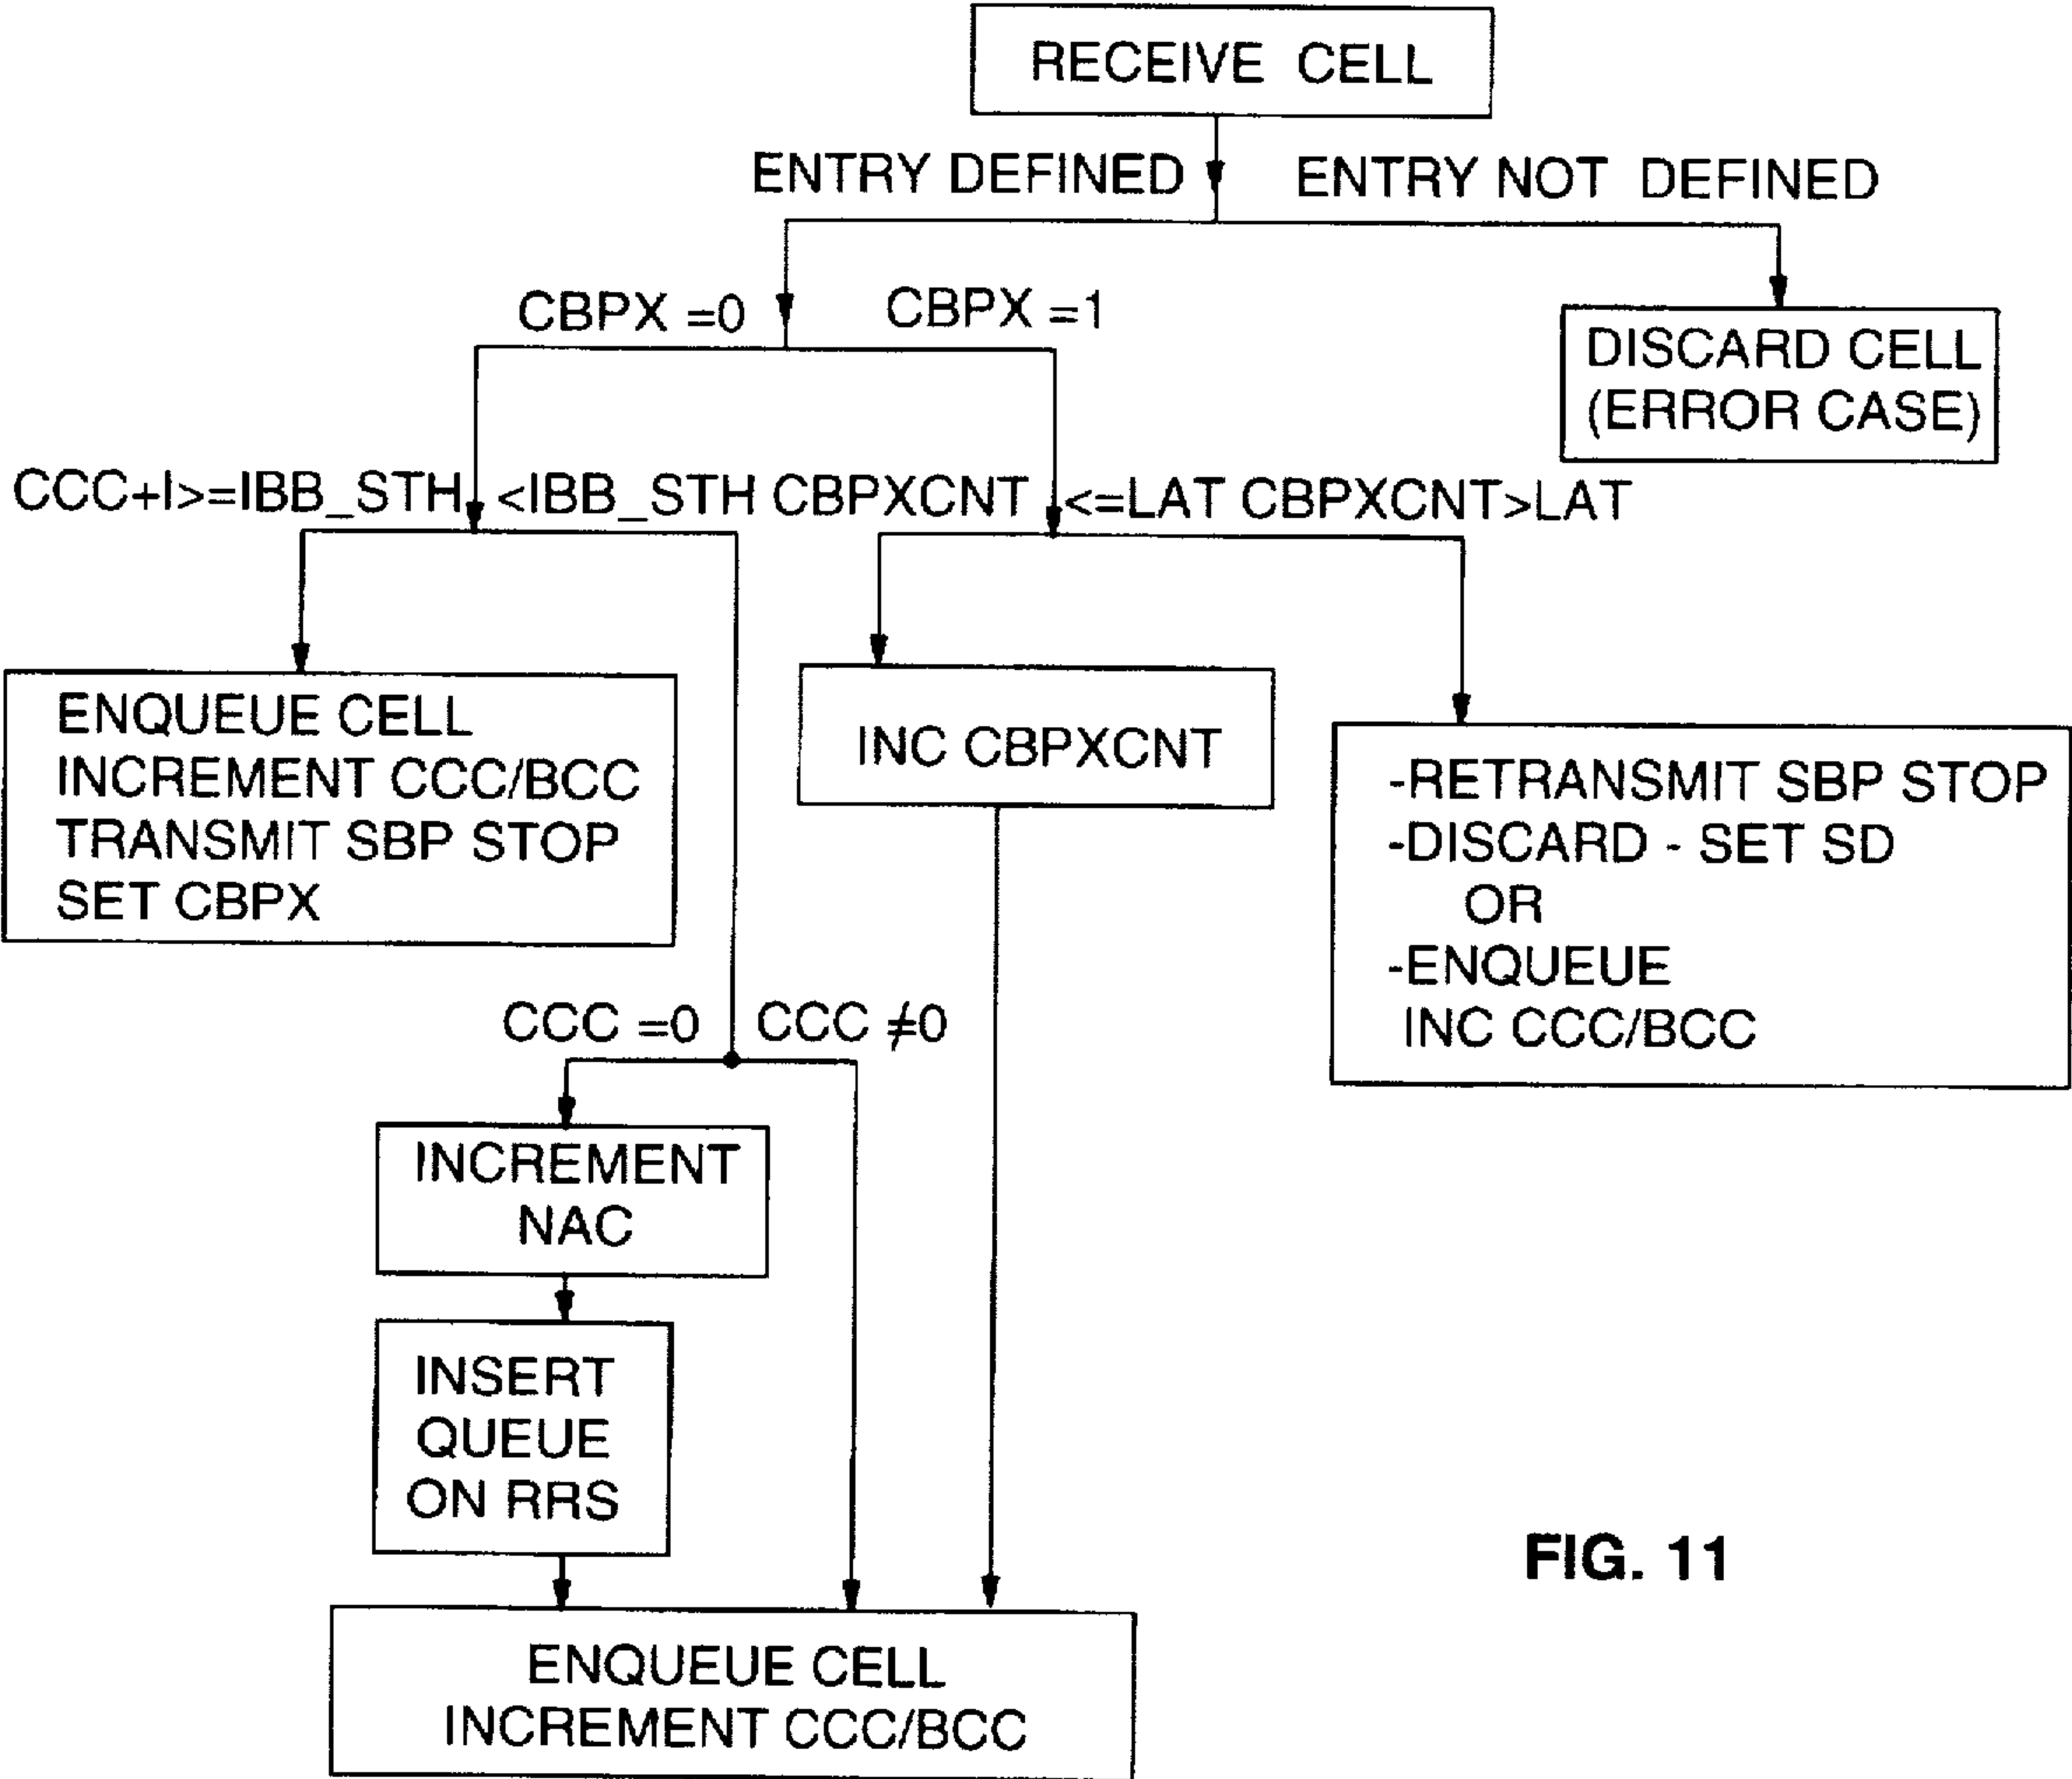 RECEIVE CELL
ENTRY DEFINED
ENTRY NOT DEFINED
CBPX =0
CBPX =1
DISCARD CELL
(ERROR CASE)
CCC+I>=IBB_STH
<IBB_STH CBPXCNT
<=LAT CBPXCNT>LAT
ENQUEUE CELL
INCREMENT CCC/BCC
TRANSMIT SBP STOP
SET CBPX
INC CBPXCNT
-RETRANSMIT SBP STOP
-DISCARD - SET SD
OR
-ENQUEUE
INC CCC/BCC
CCC =0
CCC ≠0
INCREMENT
NAC
INSERT
QUEUE
ON RRS
ENQUEUE CELL
INCREMENT CCC/BCC
FIG. 11